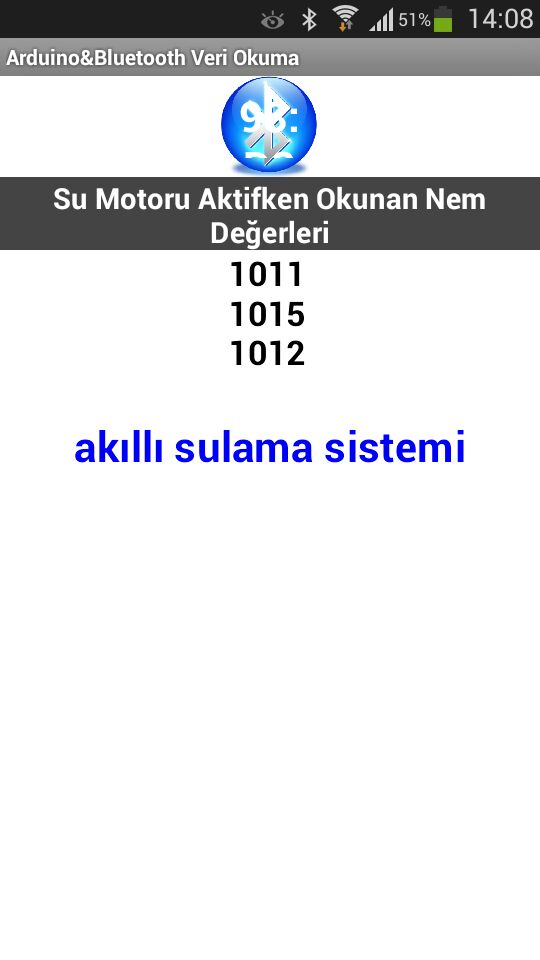 51% 14:08
Arduino&Bluetooth Veri Okuma
Su Motoru Aktifken Okunan Nem
Değerleri
1011
1015
1012
akıllı sulama sistemi